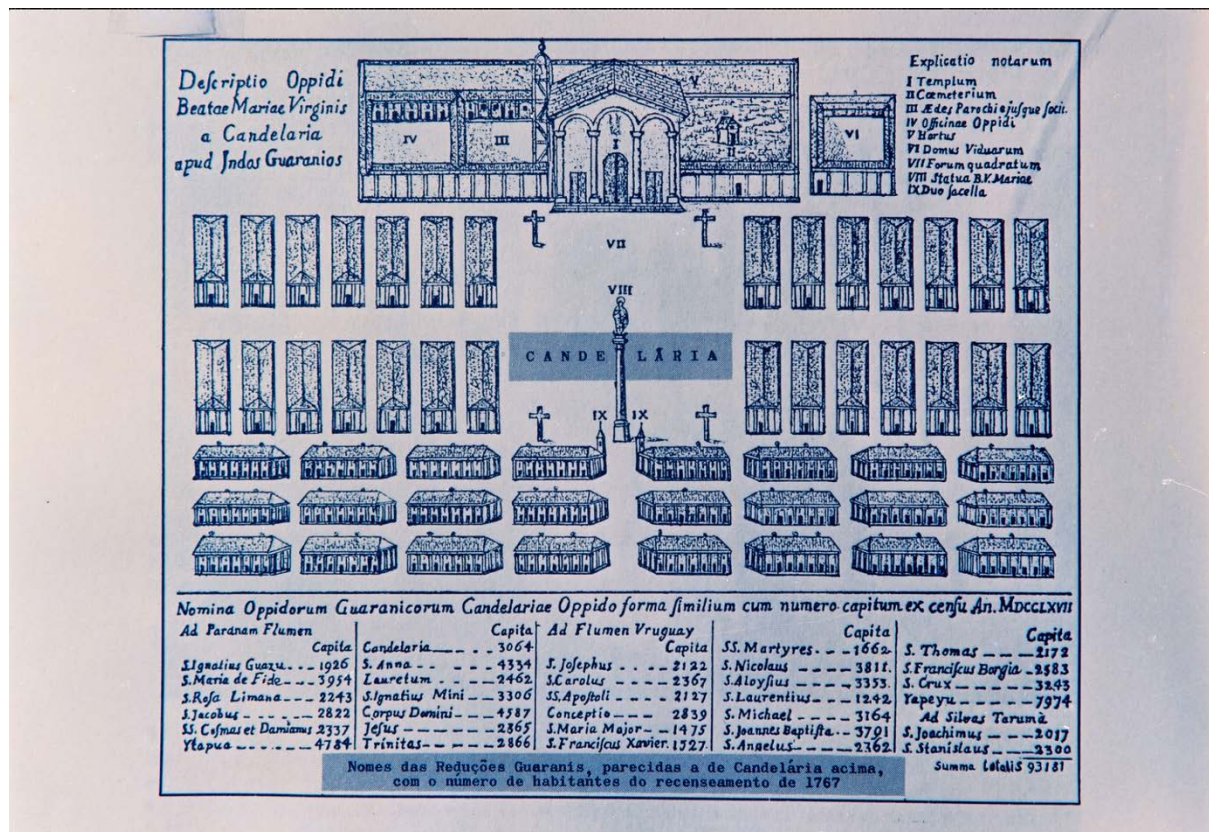 Deſcriptio Oppidi
Beatae Mariae Virginis
a Candelaria
apud Jndos Guaranios
Explicatio notarum
I Templum
II Cœmeterium
III Ædes Parochi ejuſque ſocii.
IV Officinae Oppidi
V Hortus
VI Domus Viduarum
VII Forum quadratum
VIII Statua B.V. Mariae
IX Duo ſacella
V
IV
III
I
II
VI
VII
VIII
CANDELÁRIA
IX IX
Nomina Oppidorum Guaranicorum Candelariae Oppido forma ſimilium cum numero capitum ex cenſu An. MDCCLXVII
Ad Paranam Flumen
Capita
S.Ignatius Guazu 1926
S.Maria de Fide 3954
S.Roſa Limana 2243
S.Jacobus 2822
SS. Coſmas et Damianus 2337
Ytapua 4784
Capita
Candelaria 3064
S. Anna 4334
Lauretum 2462
S.Ignatius Mini 3306
Corpus Domini 4587
Jeſus 2865
Trinitas 2866
Ad Flumen Vruguay
Capita
S. Joſephus 2122
S.Carolus 2367
SS.Apoſtoli 2127
Conceptio 2839
S.Maria Major 1475
S.Franciſcus Xavier. 1527
Capita
SS. Martyres 1662
S. Nicolaus 3811.
S. Aloyſius 3353.
S. Laurentius 1242
S. Michael 3164
S. Joannes Baptiſta 3701
S. Angelus 2362
Capita
S. Thomas 2172
S. Franciſcus Borgia 2583
S. Crux 3243
Yapeyu 7974
Ad Silvas Tarumà
S. Joachimus 2017
S. Stanislaus 2300
Summa totalis 93181
Nomes das Reduções Guaranis, parecidas a de Candelária acima,
com o número de habitantes do recenseamento de 1767